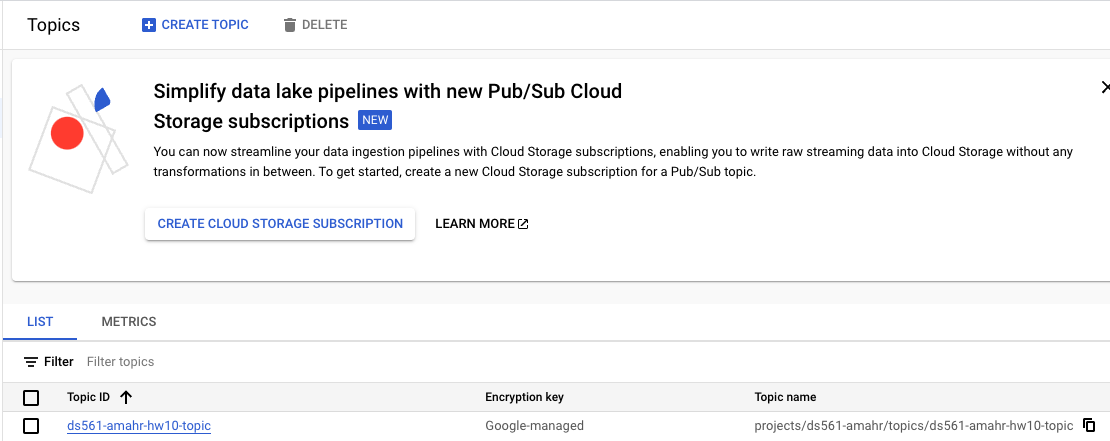 Topics CREATE TOPIC DELETE
Simplify data lake pipelines with new Pub/Sub Cloud
Storage subscriptions NEW
You can now streamline your data ingestion pipelines with Cloud Storage subscriptions, enabling you to write raw streaming data into Cloud Storage without any
transformations in between. To get started, create a new Cloud Storage subscription for a Pub/Sub topic.
CREATE CLOUD STORAGE SUBSCRIPTION LEARN MORE
LIST METRICS
Filter Filter topics
Topic ID Encryption key Topic name
ds561-amahr-hw10-topic Google-managed projects/ds561-amahr/topics/ds561-amahr-hw10-topic